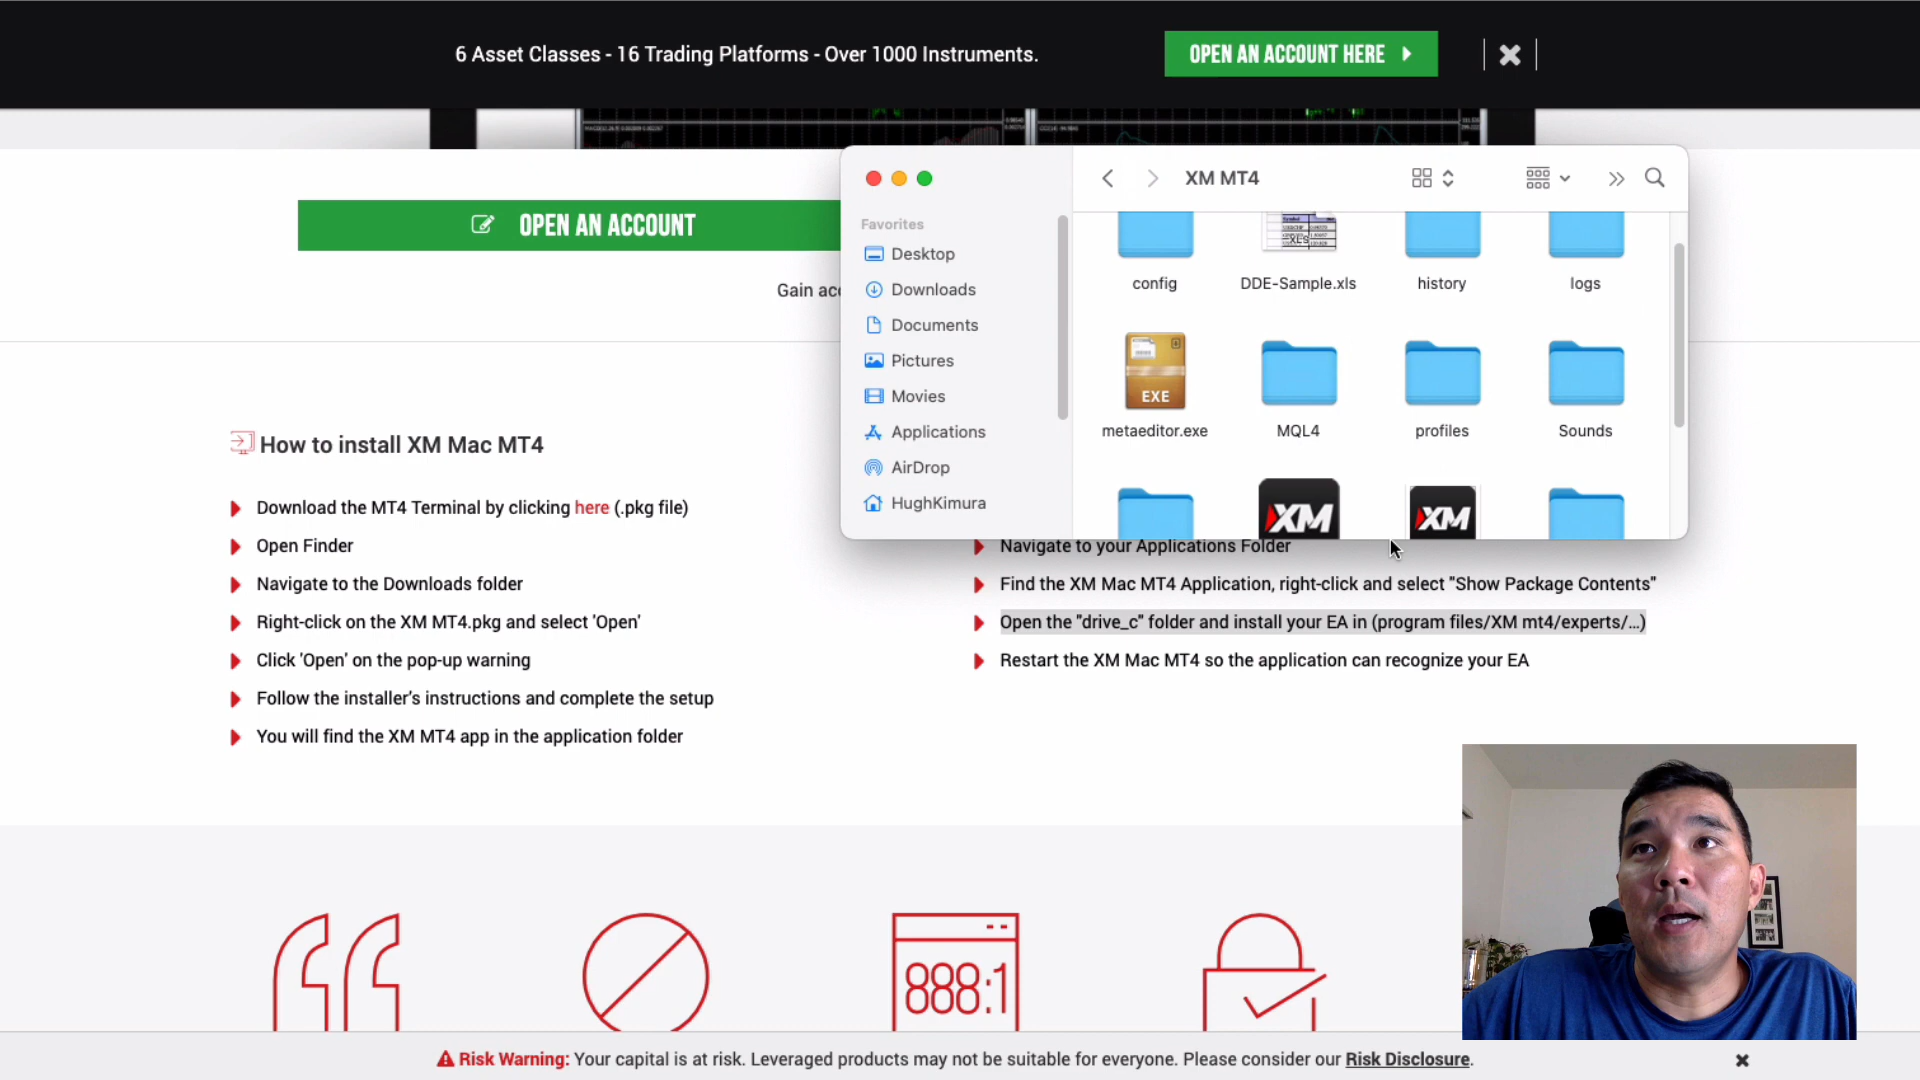 6 Asset Classes - 16 Trading Platforms - Over 1000 Instruments.
OPEN AN ACCOUNT HERE
OPEN AN ACCOUNT
Gain acc
How to install XM Mac MT4
Download the MT4 Terminal by clicking here (.pkg file)
Open Finder
Navigate to the Downloads folder
Right-click on the XM MT4.pkg and select 'Open'
Click 'Open' on the pop-up warning
Follow the installer's instructions and complete the setup
You will find the XM MT4 app in the application folder
XM MT4
Favorites
Desktop
Downloads
Documents
Pictures
Movies
Applications
AirDrop
HughKimura
XLS
config
DDE-Sample.xls
history
logs
EXE
metaeditor.exe
MQL4
profiles
Sounds
XM
XM
Navigate to your Applications Folder
Find the XM Mac MT4 Application, right-click and select "Show Package Contents"
Open the "drive_c" folder and install your EA in (program files/XM mt4/experts/...)
Restart the XM Mac MT4 so the application can recognize your EA
888:1
Risk Warning: Your capital is at risk. Leveraged products may not be suitable for everyone. Please consider our Risk Disclosure.